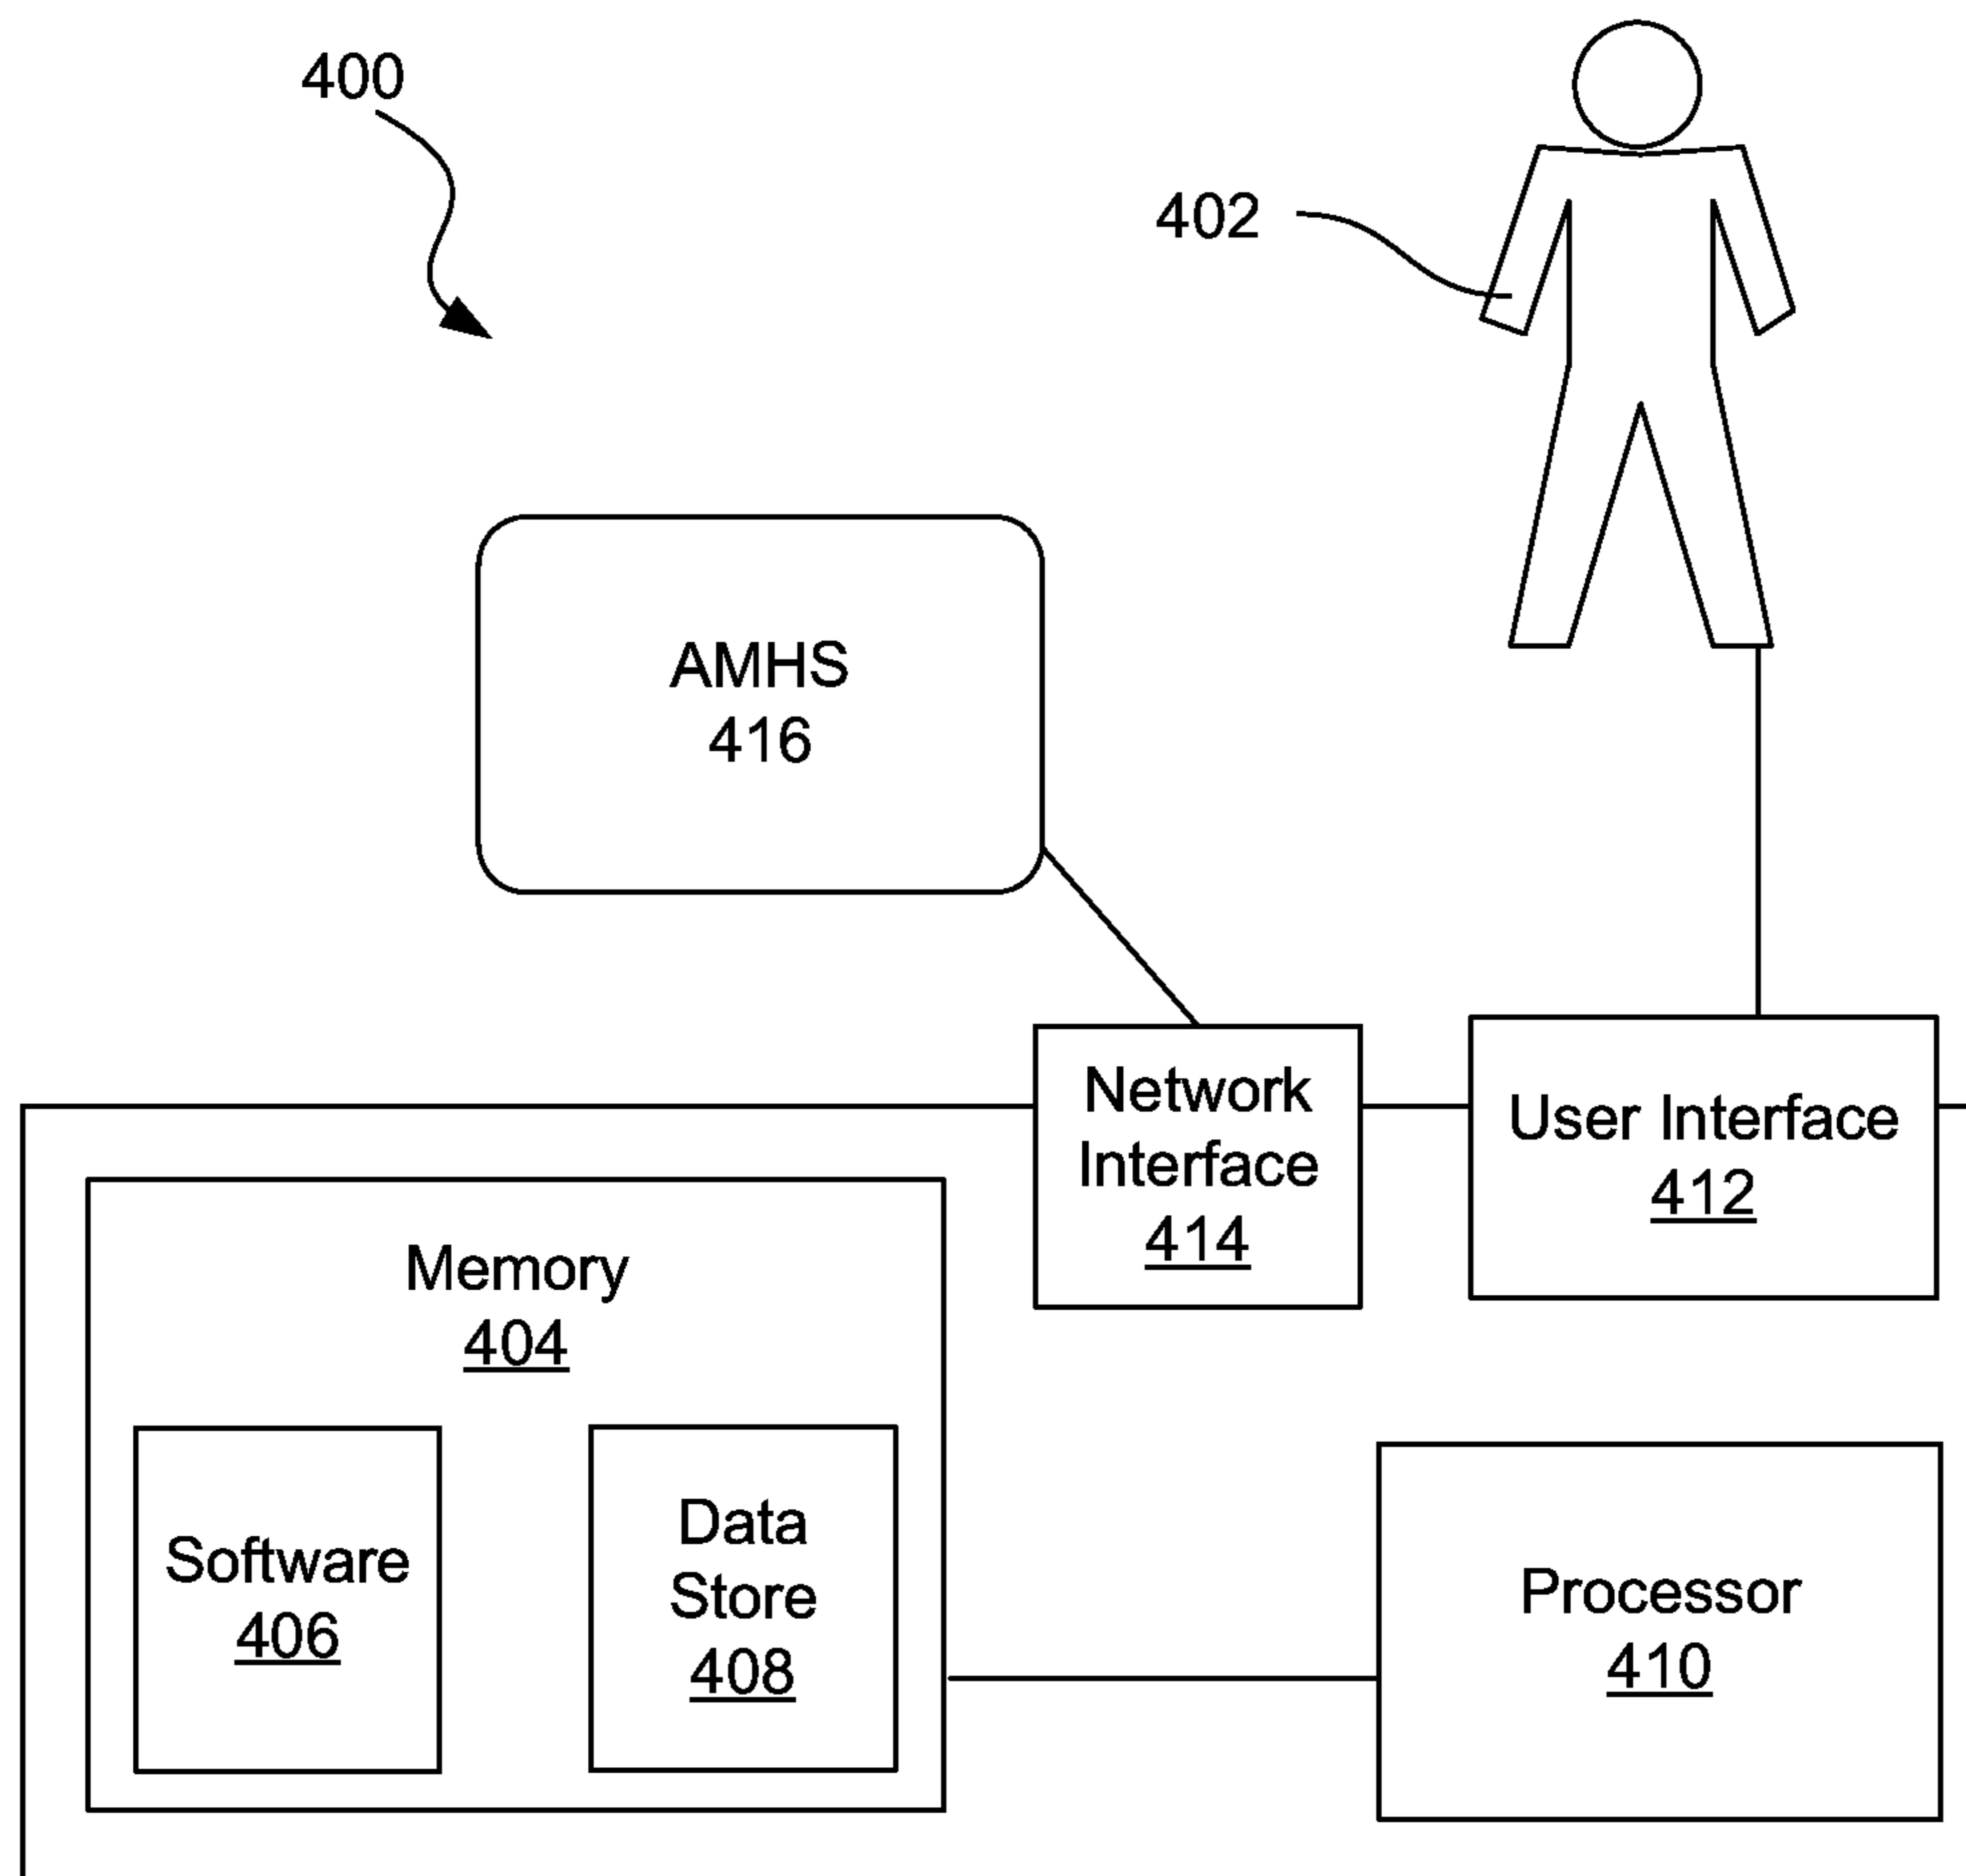 400
402
AMHS
416
Network
Interface
414
User Interface
412
Memory
404
Software
406
Data
Store
408
Processor
410